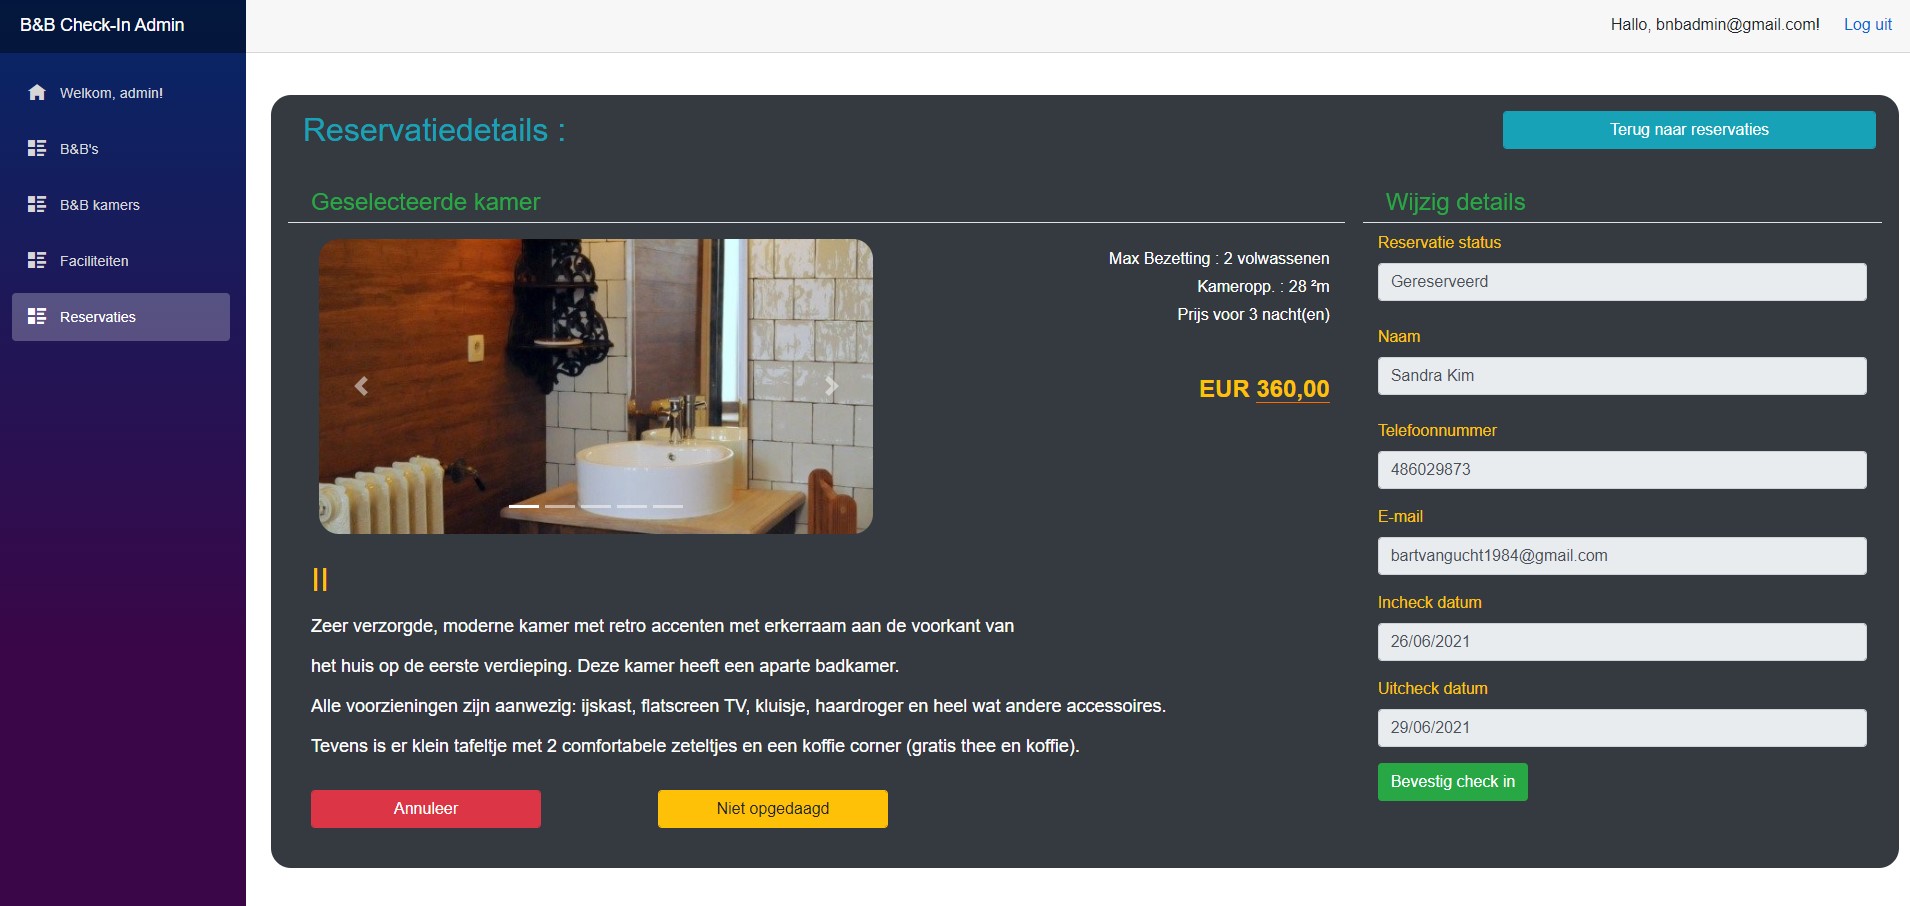 B&B Check-In Admin
Hallo, bnbadmin@gmail.com! Log uit
Welkom, admin!
B&B's
B&B kamers
Faciliteiten
Reservaties
Reservatiedetails :
Terug naar reservaties
Geselecteerde kamer
Max Bezetting : 2 volwassenen
Kameropp. : 28 ²m
Prijs voor 3 nacht(en)
EUR 360,00
||
Zeer verzorgde, moderne kamer met retro accenten met erkerraam aan de voorkant van
het huis op de eerste verdieping. Deze kamer heeft een aparte badkamer.
Alle voorzieningen zijn aanwezig: ijskast, flatscreen TV, kluisje, haardroger en heel wat andere accessoires.
Tevens is er klein tafeltje met 2 comfortabele zeteltjes en een koffie corner (gratis thee en koffie).
Annuleer
Niet opgedaagd
Wijzig details
Reservatie status
Gereserveerd
Naam
Sandra Kim
Telefoonnummer
486029873
E-mail
bartvangucht1984@gmail.com
Incheck datum
26/06/2021
Uitcheck datum
29/06/2021
Bevestig check in